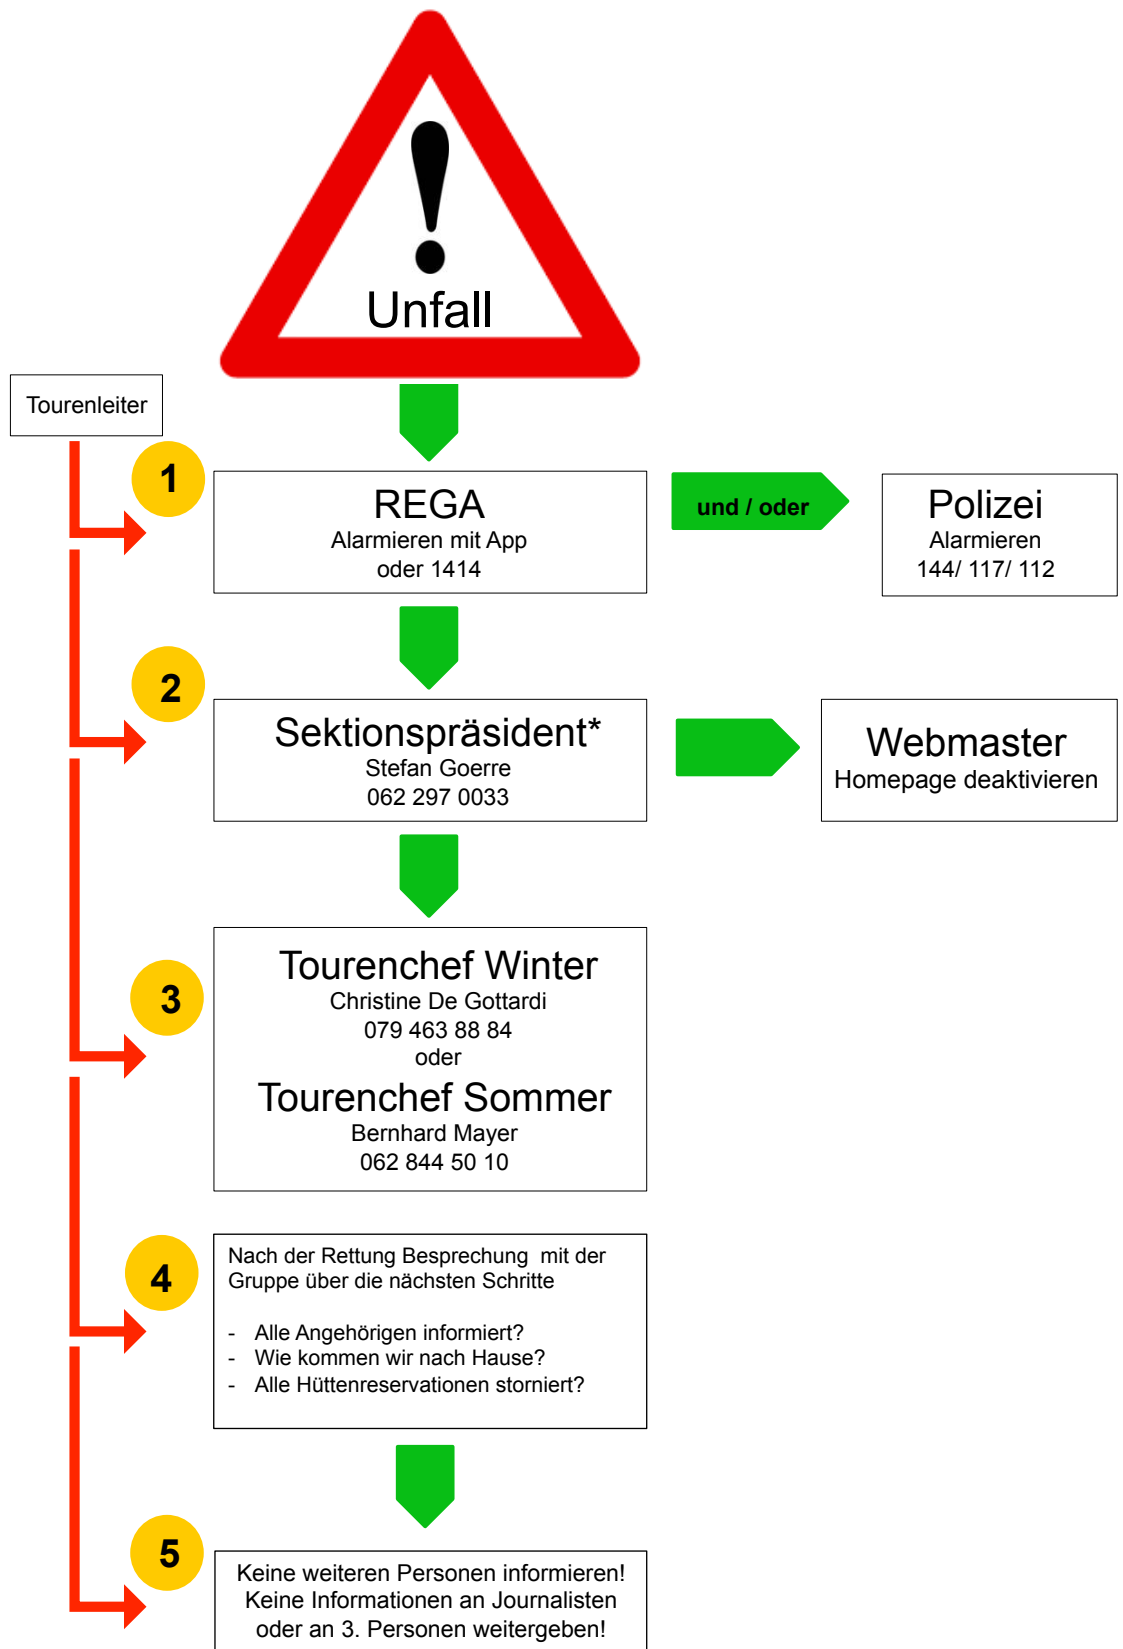 Unfall
Tourenleiter
1
REGA
Alarmieren mit App
oder 1414
und / oder
Polizei
Alarmieren
144/ 117/ 112
2
Sektionspräsident*
Stefan Goerre
062 297 0033
Webmaster
Homepage deaktivieren
3
Tourenchef Winter
Christine De Gottardi
079 463 88 84
oder
Tourenchef Sommer
Bernhard Mayer
062 844 50 10
4
Nach der Rettung Besprechung  mit der
Gruppe über die nächsten Schritte
- Alle Angehörigen informiert?
- Wie kommen wir nach Hause?
- Alle Hüttenreservationen storniert?
5
Keine weiteren Personen informieren!
Keine Informationen an Journalisten
oder an 3. Personen weitergeben!